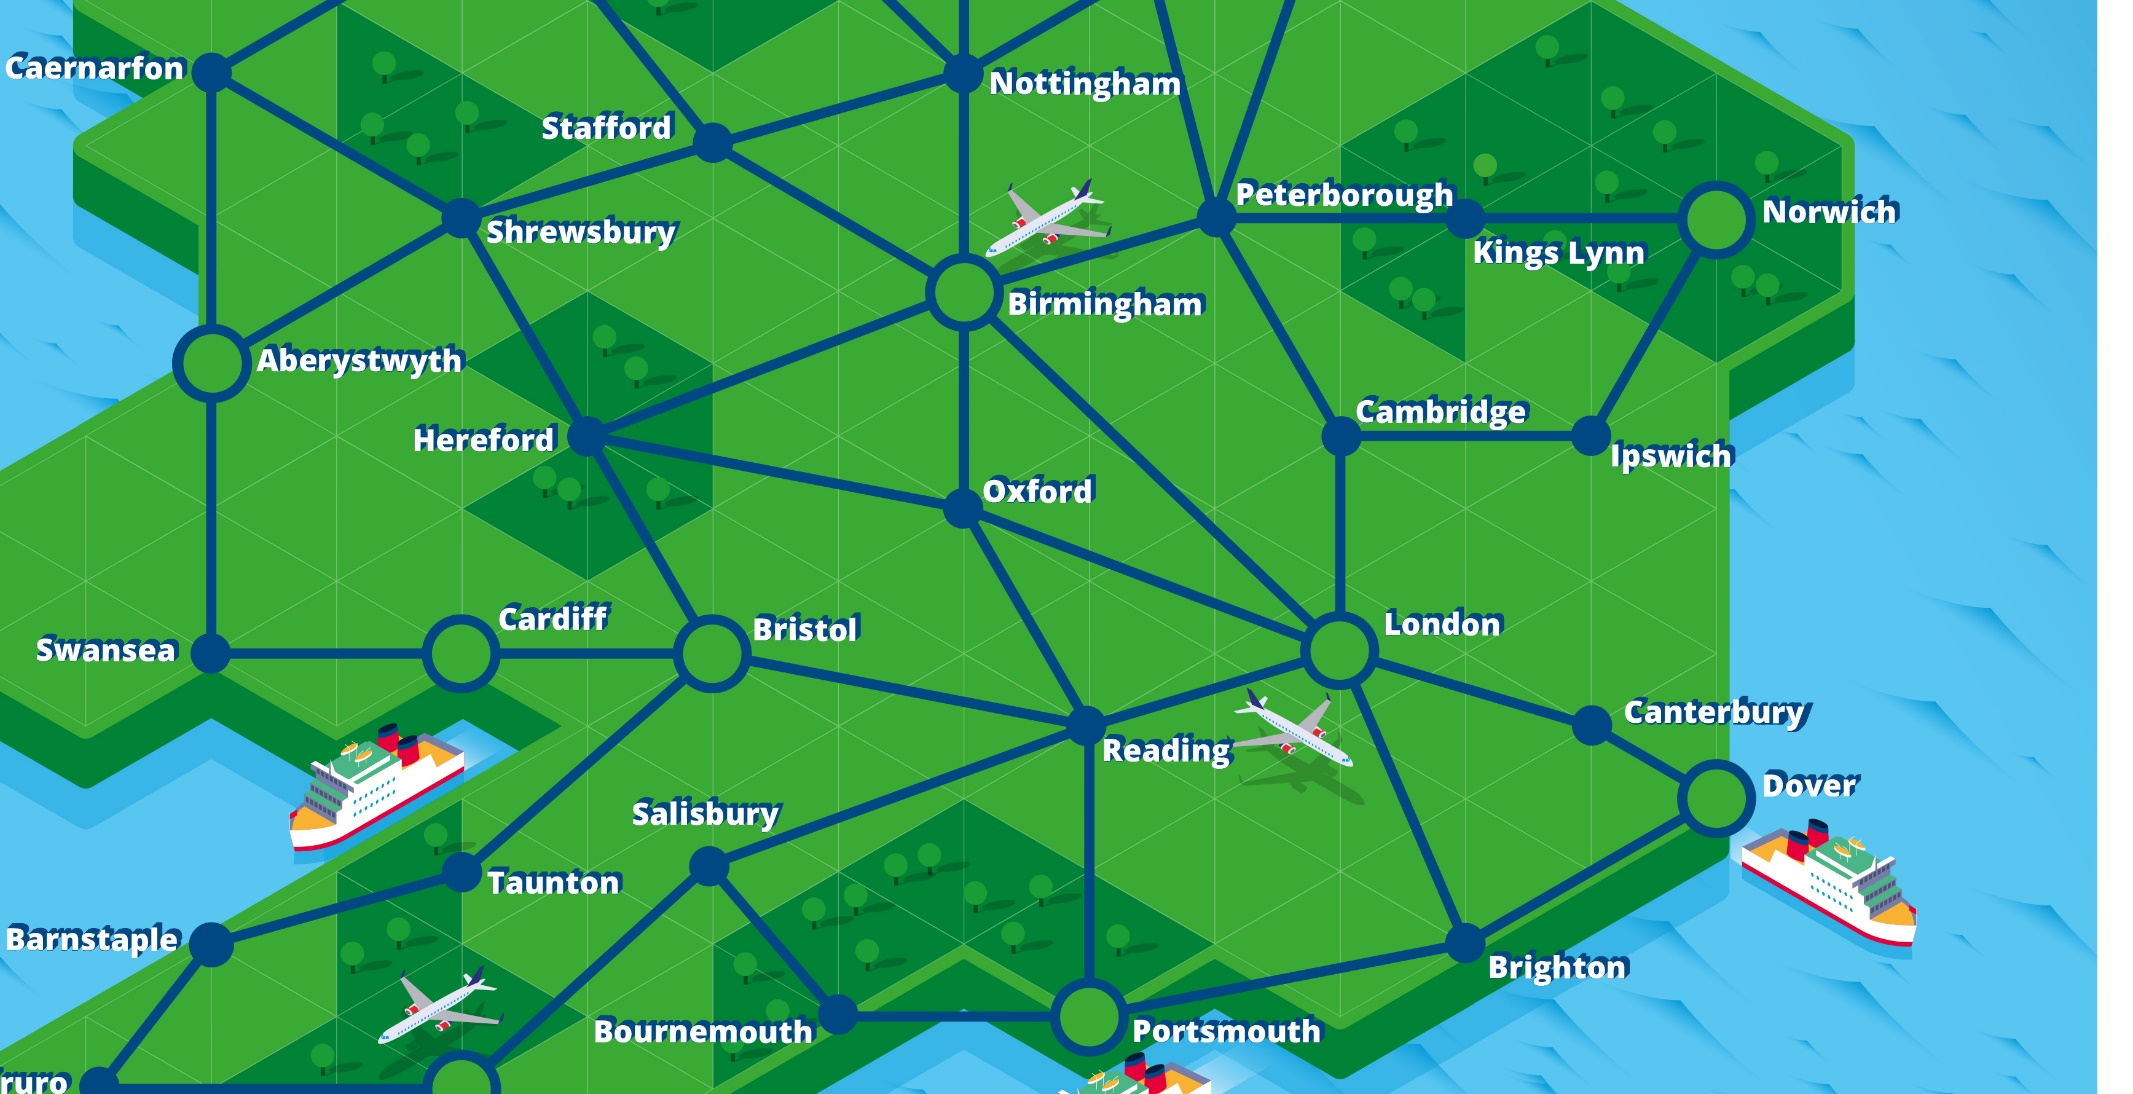 Caernarfon
Nottingham
Stafford
Peterborough
Norwich
Shrewsbury
Kings Lynn
Birmingham
Aberystwyth
Cambridge
Hereford
Ipswich
Oxford
Cardiff
Bristol
London
Swansea
Canterbury
Reading
Dover
Salisbury
Taunton
Barnstaple
Brighton
Bournemouth
Portsmouth
ruro